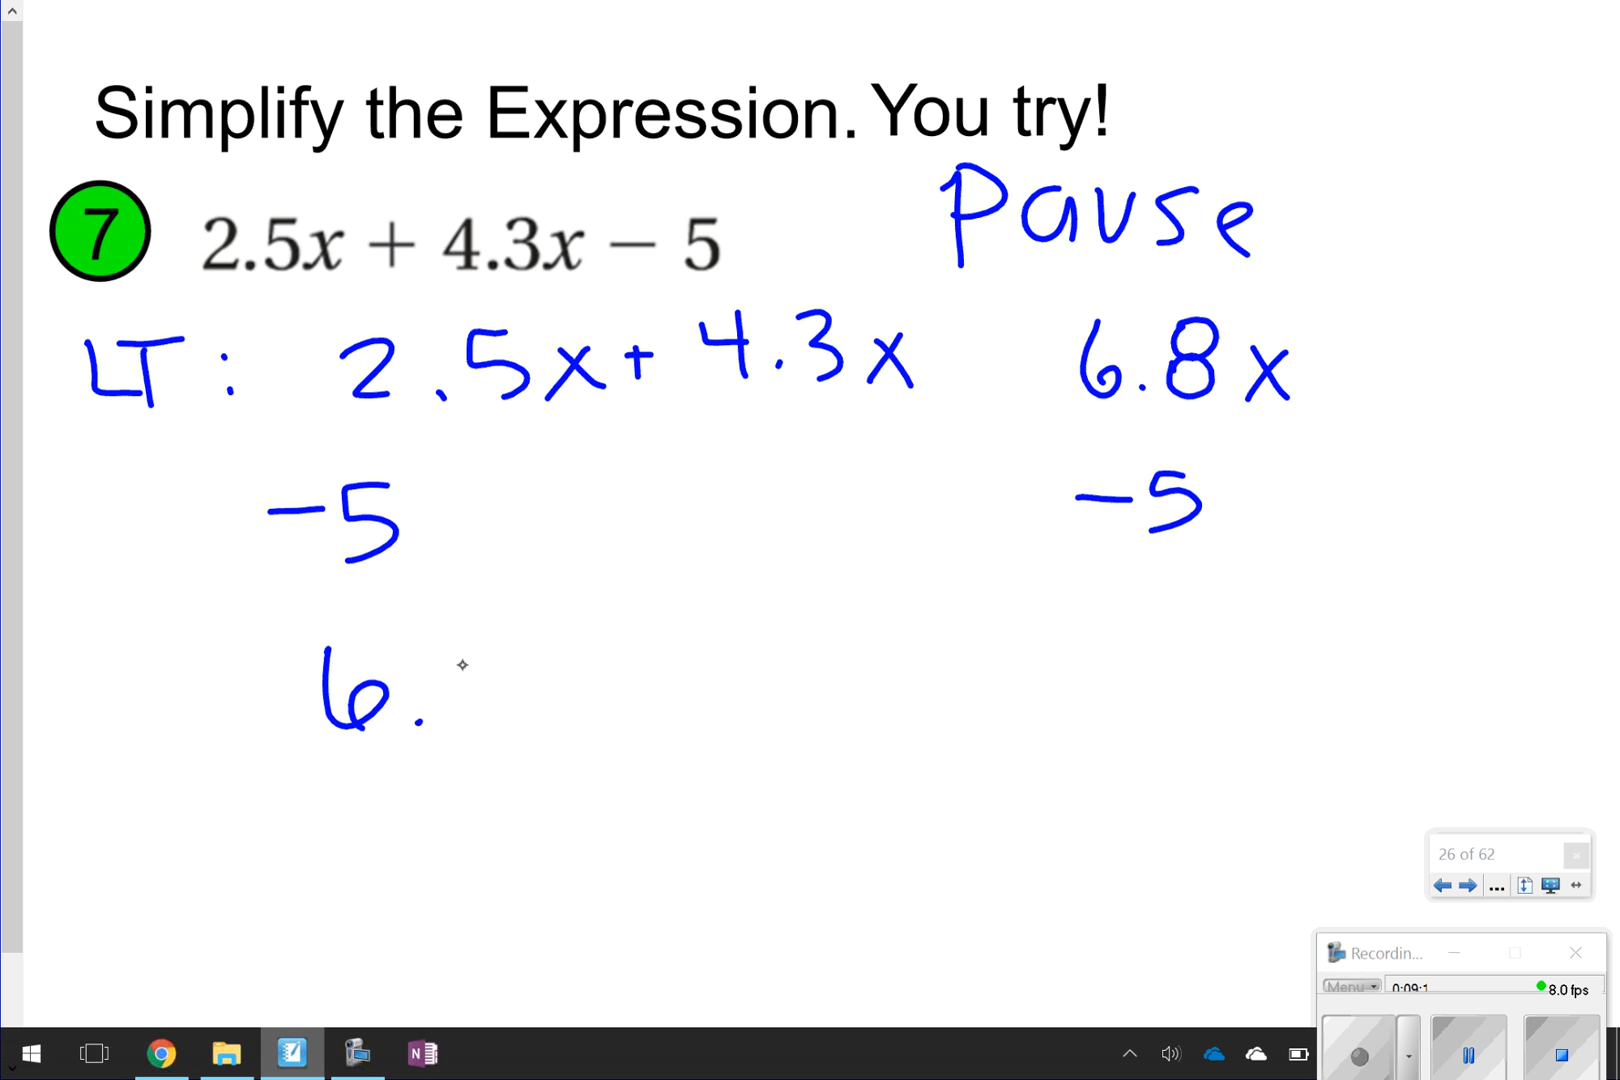 Simplify the Expression. You try!
Pause
7 2.5x + 4.3x − 5
LT: 2.5x + 4.3x 6.8x
−5 −5
6.
26 of 62
Recordin...
Menu 0:09:1 8.0 fps
N